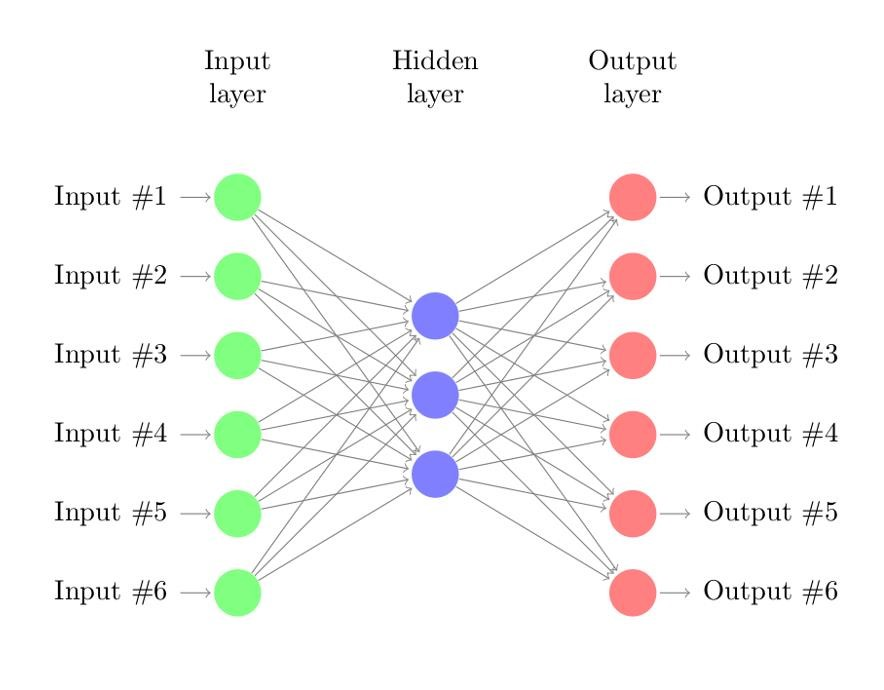 Input
layer
Hidden
layer
Output
layer
Input #1
Output #1
Input #2
Output #2
Input #3
Output #3
Input #4
Output #4
Input #5
Output #5
Input #6
Output #6